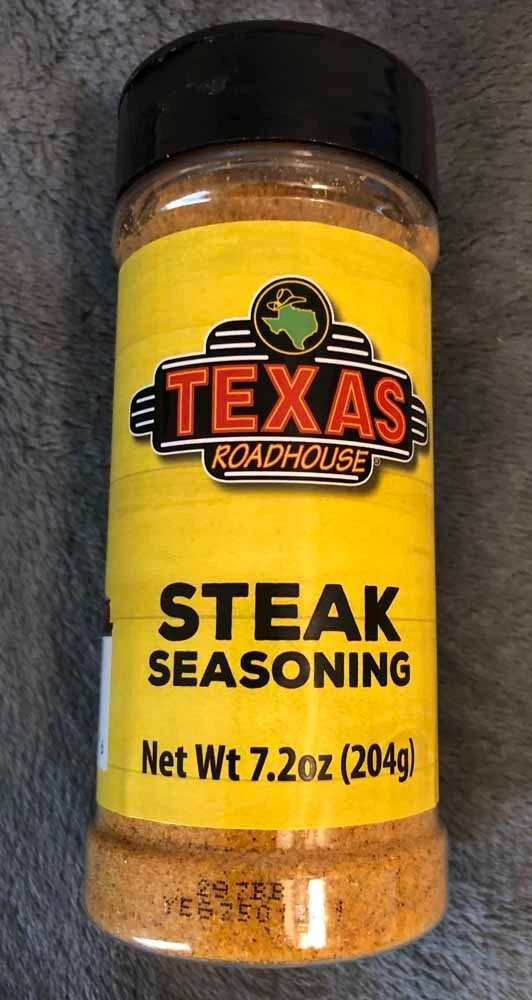 TEXAS
ROADHOUSE®
STEAK
SEASONING
Net Wt 7.2oz (204g)